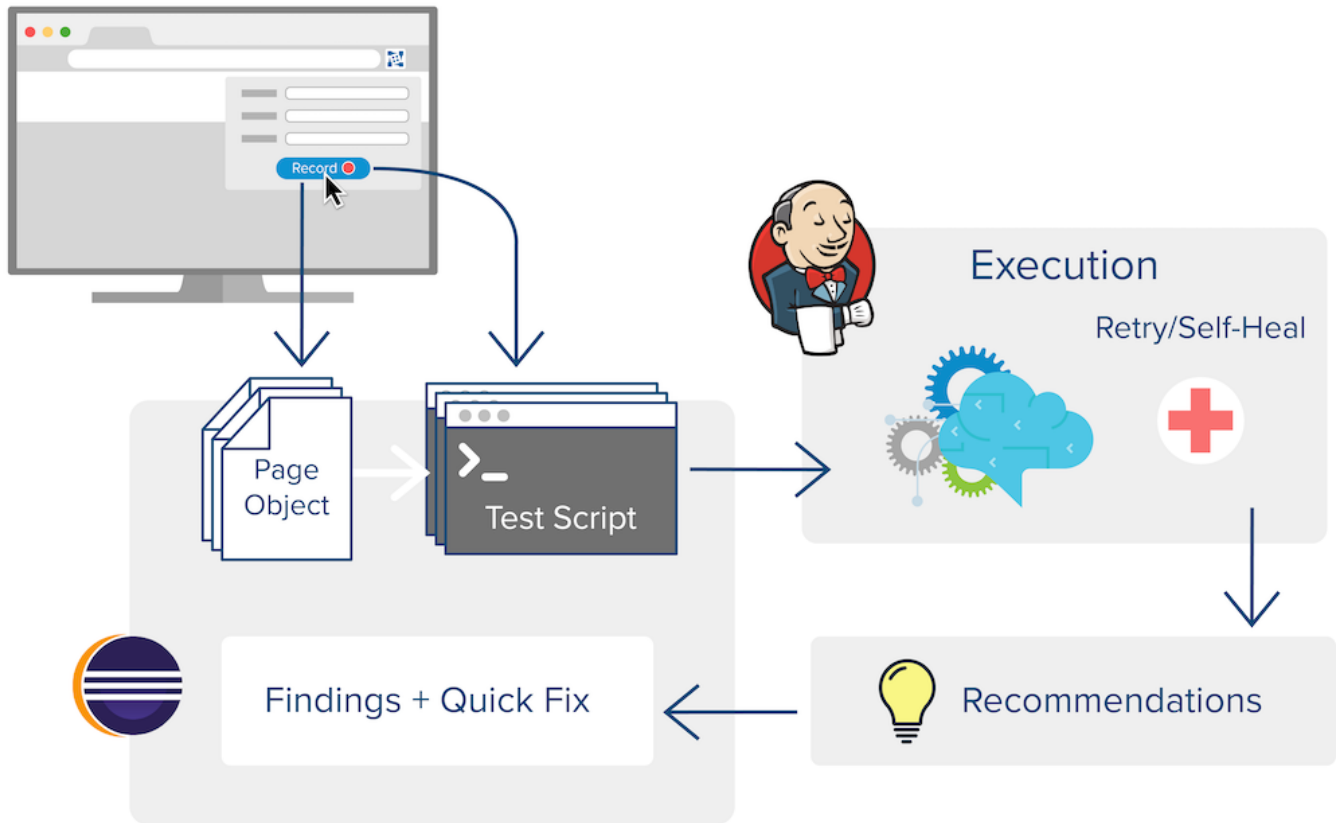 Record
Execution
Retry/Self-Heal
Page
Object
>_
Test Script
Findings + Quick Fix
Recommendations